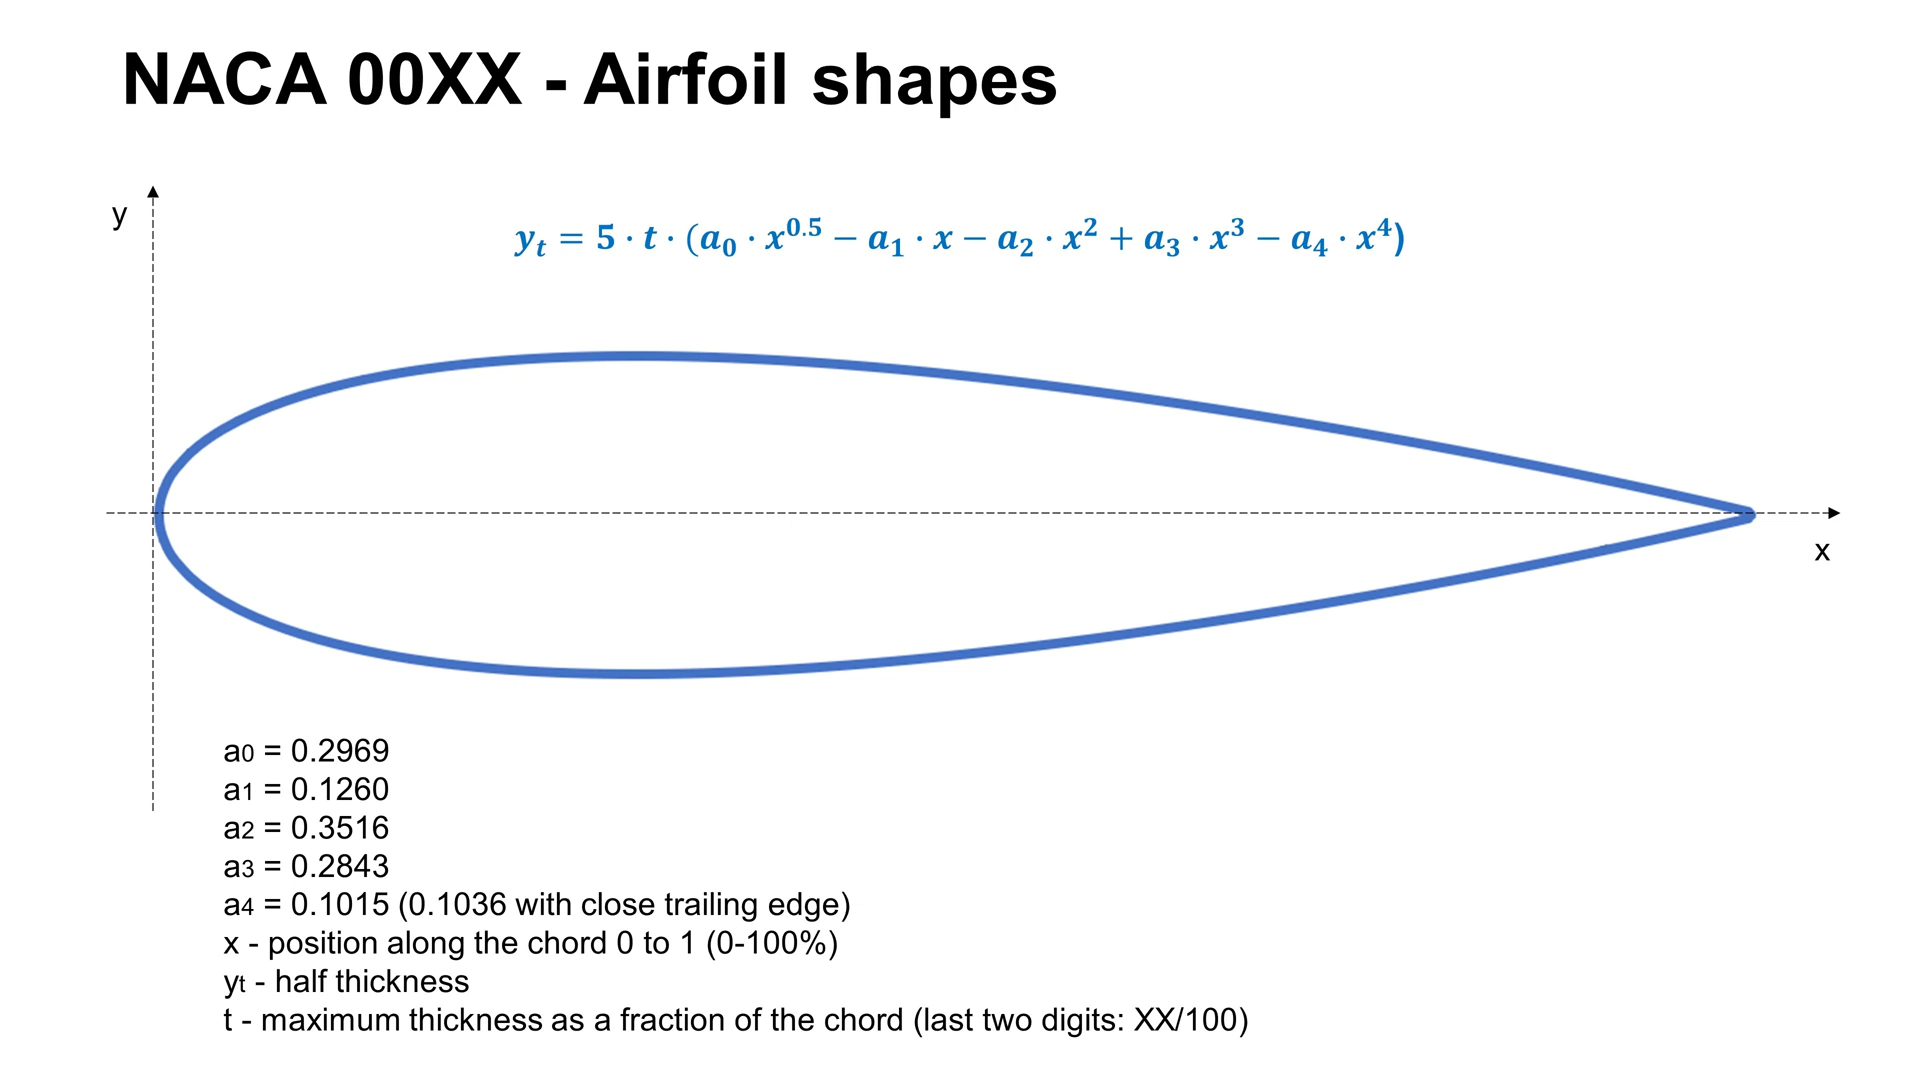 NACA 00XX - Airfoil shapes
y
yₜ = 5 · t · (a₀ · x⁰·⁵ − a₁ · x − a₂ · x² + a₃ · x³ − a₄ · x⁴)
x
a0 = 0.2969
a1 = 0.1260
a2 = 0.3516
a3 = 0.2843
a4 = 0.1015 (0.1036 with close trailing edge)
x - position along the chord 0 to 1 (0-100%)
yt - half thickness
t - maximum thickness as a fraction of the chord (last two digits: XX/100)